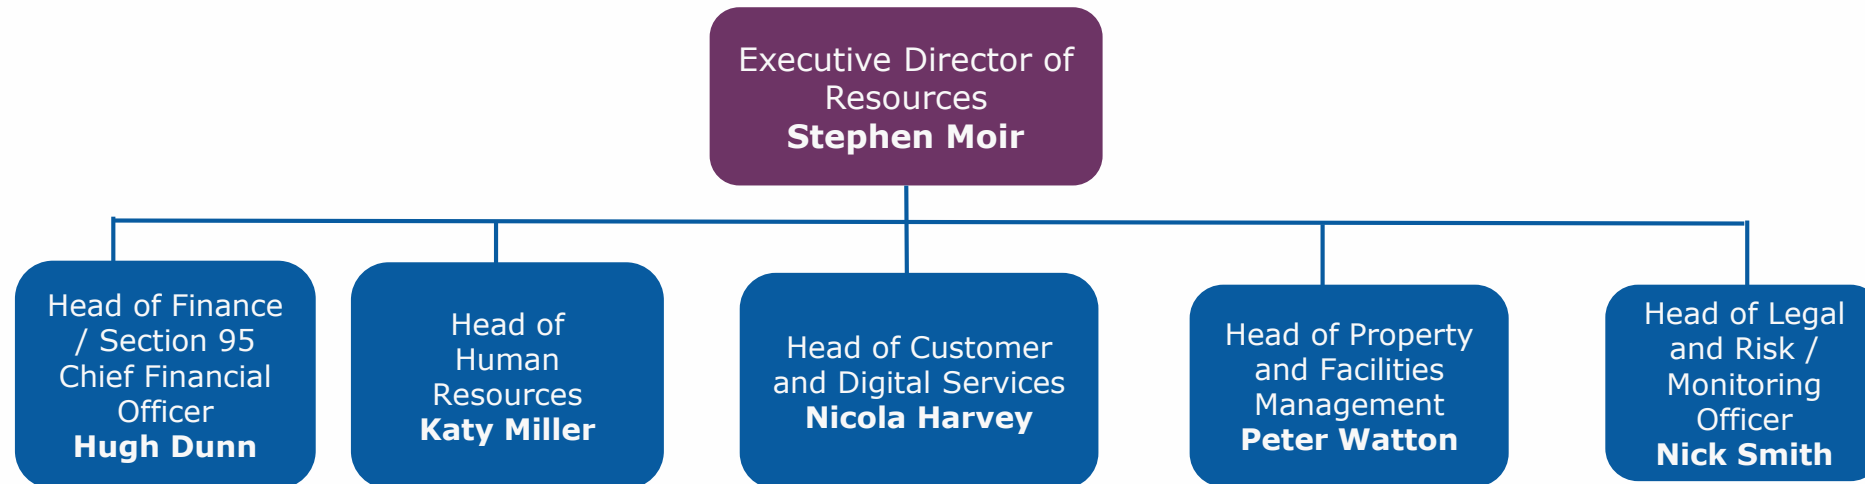 Executive Director of
Resources
Stephen Moir
Head of Finance
/ Section 95
Chief Financial
Officer
Hugh Dunn
Head of
Human
Resources
Katy Miller
Head of Customer
and Digital Services
Nicola Harvey
Head of Property
and Facilities
Management
Peter Watton
Head of Legal
and Risk /
Monitoring
Officer
Nick Smith